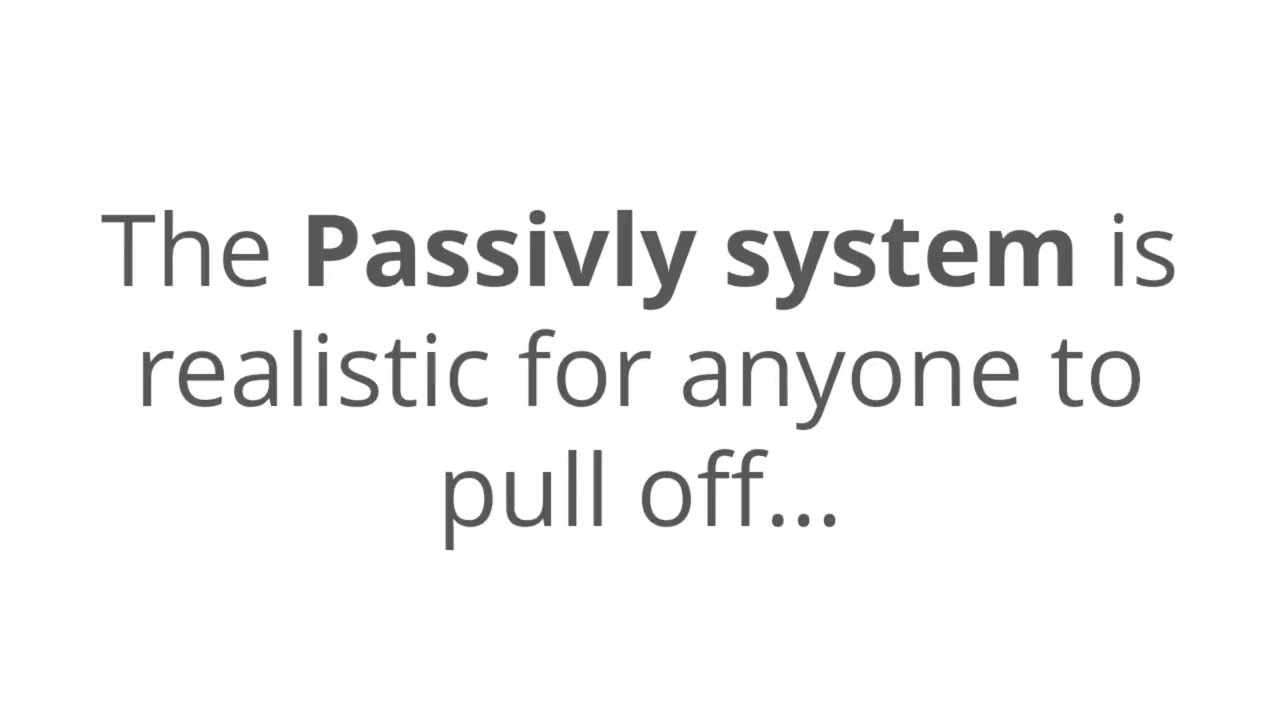 The Passivly system is
realistic for anyone to
pull off...